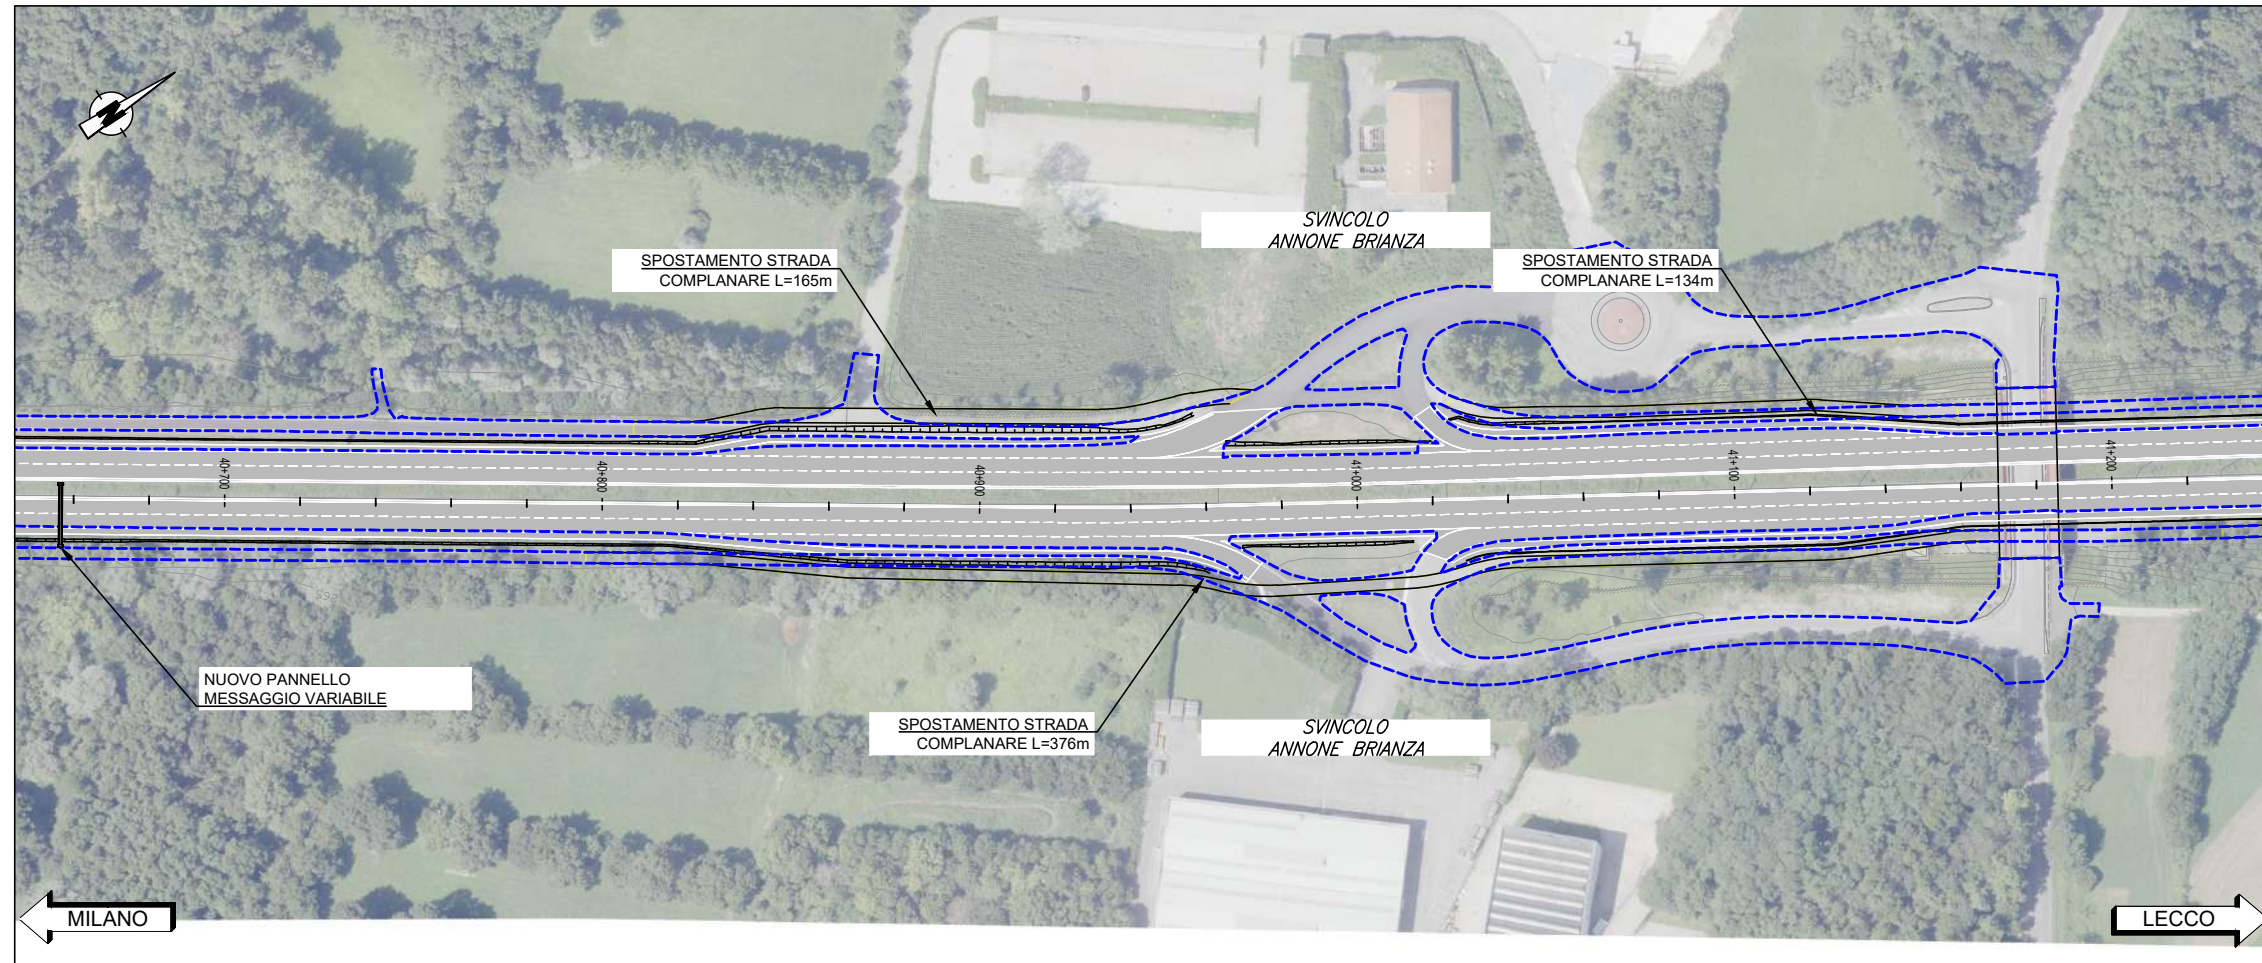 N
SVINCOLO
ANNONE BRIANZA
SPOSTAMENTO STRADA
COMPLANARE L=165m
SPOSTAMENTO STRADA
COMPLANARE L=134m
40+700
40+800
40+900
41+000
41+100
41+200
NUOVO PANNELLO
MESSAGGIO VARIABILE
SPOSTAMENTO STRADA
COMPLANARE L=376m
SVINCOLO
ANNONE BRIANZA
MILANO
LECCO